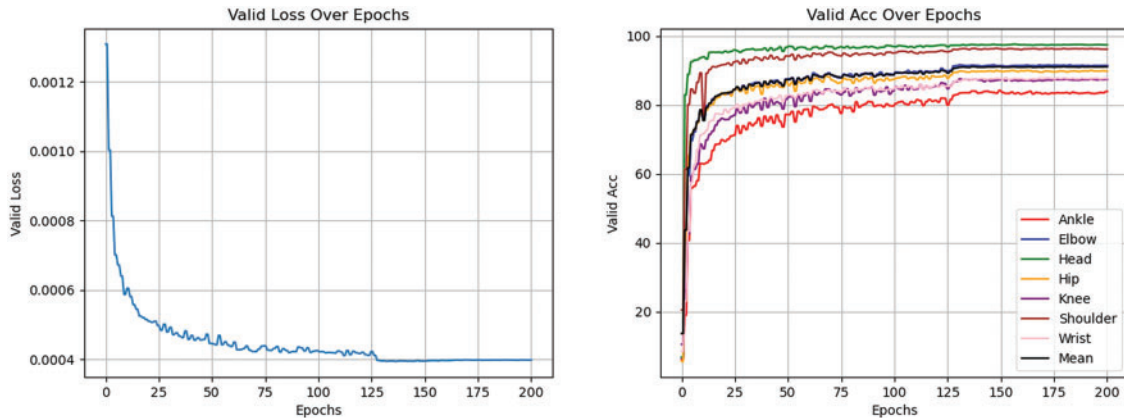 Valid Loss Over Epochs
0.0012
0.0010
0.0008
0.0006
0.0004
Valid Loss
0 25 50 75 100 125 150 175 200
Epochs
Valid Acc Over Epochs
100
80
60
40
20
Valid Acc
0 25 50 75 100 125 150 175 200
Epochs
Ankle
Elbow
Head
Hip
Knee
Shoulder
Wrist
Mean